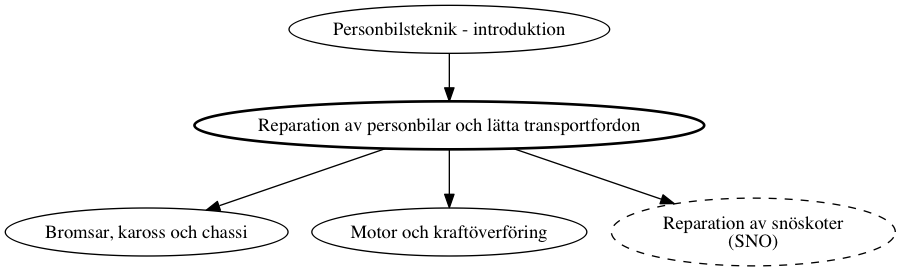 Personbilsteknik - introduktion
Reparation av personbilar och lätta transportfordon
Bromsar, kaross och chassi
Motor och kraftöverföring
Reparation av snöskoter
(SNO)